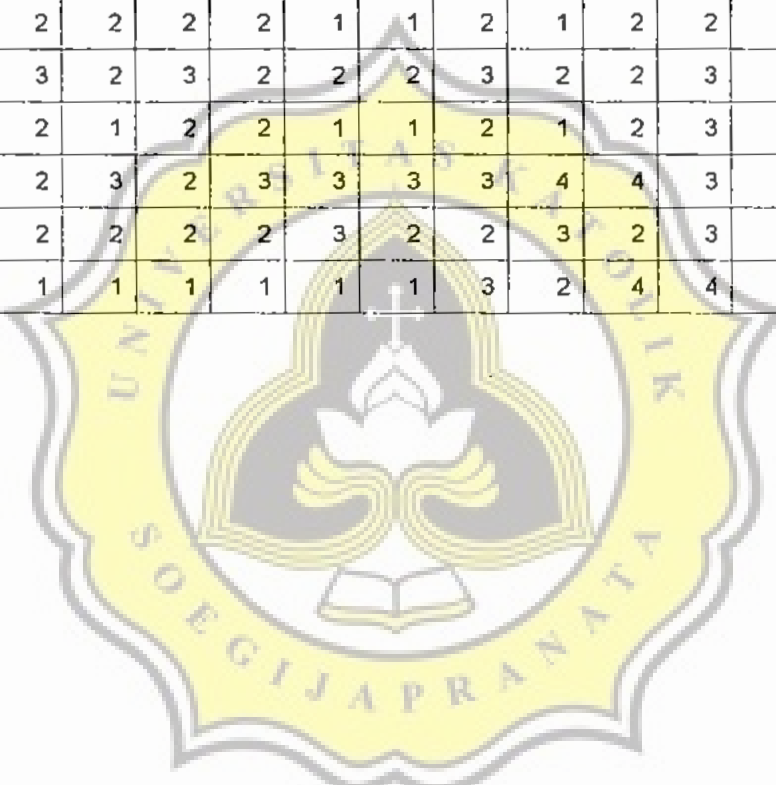 2 2 2 2 1 1 2 1 2 2
3 2 3 2 2 2 3 2 2 3
2 1 2 2 1 1 2 1 2 3
2 3 2 3 3 3 3 4 4 3
2 2 2 2 3 2 2 3 2 3
1 1 1 1 1 1 3 2 4 4
UNIVERSITAS KATOLIK
SOEGIJAPRANATA